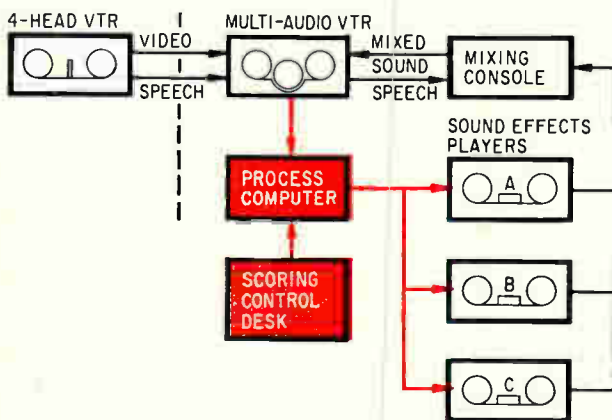 4-HEAD VTR
MULTI-AUDIO VTR
VIDEO
SPEECH
MIXED
SOUND
SPEECH
MIXING
CONSOLE
SOUND EFFECTS
PLAYERS
PROCESS
COMPUTER
A
SCORING
CONTROL
DESK
B
C